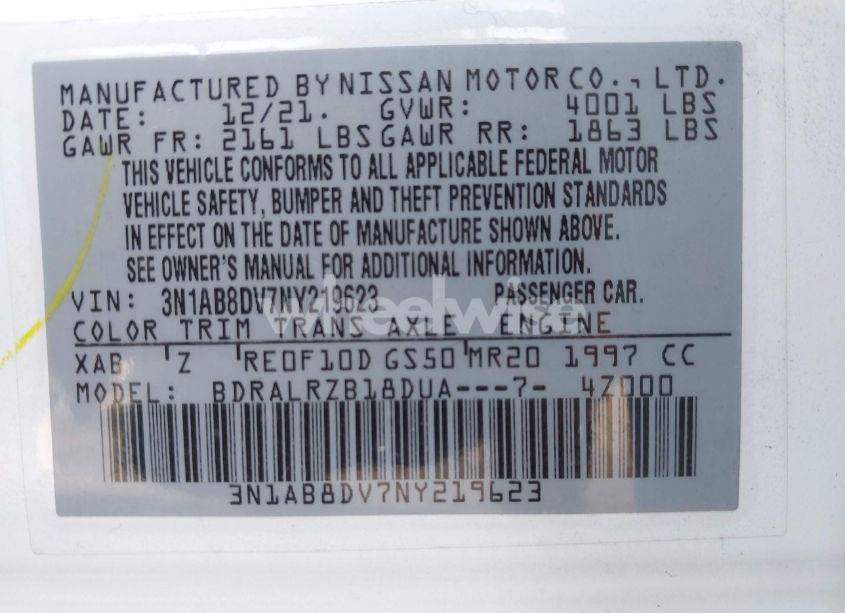 MANUFACTURED BY NISSAN MOTOR CO., LTD.
DATE: 12/21. GVWR: 4001 LBS
GAWR FR: 2161 LBS GAWR RR: 1863 LBS
THIS VEHICLE CONFORMS TO ALL APPLICABLE FEDERAL MOTOR
VEHICLE SAFETY, BUMPER AND THEFT PREVENTION STANDARDS
IN EFFECT ON THE DATE OF MANUFACTURE SHOWN ABOVE.
SEE OWNER'S MANUAL FOR ADDITIONAL INFORMATION.
VIN: 3N1AB8DV7NY219623 PASSENGER CAR.
wheelwise
COLOR TRIM TRANS AXLE ENGINE
XAB Z RE0F10D GS50 MR20 1997 CC
MODEL: BDRALRZB18DUA---7- 4Z000
3N1AB8DV7NY219623